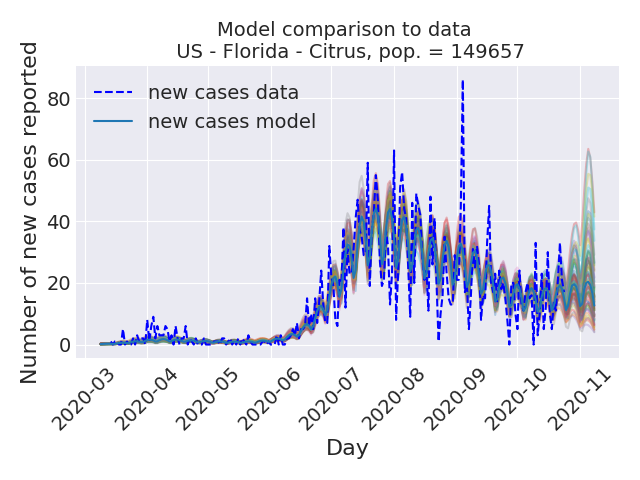 Model comparison to data
US - Florida - Citrus, pop. = 149657
Number of new cases reported
80
60
40
20
0
new cases data
new cases model
2020-03
2020-04
2020-05
2020-06
2020-07
2020-08
2020-09
2020-10
2020-11
Day